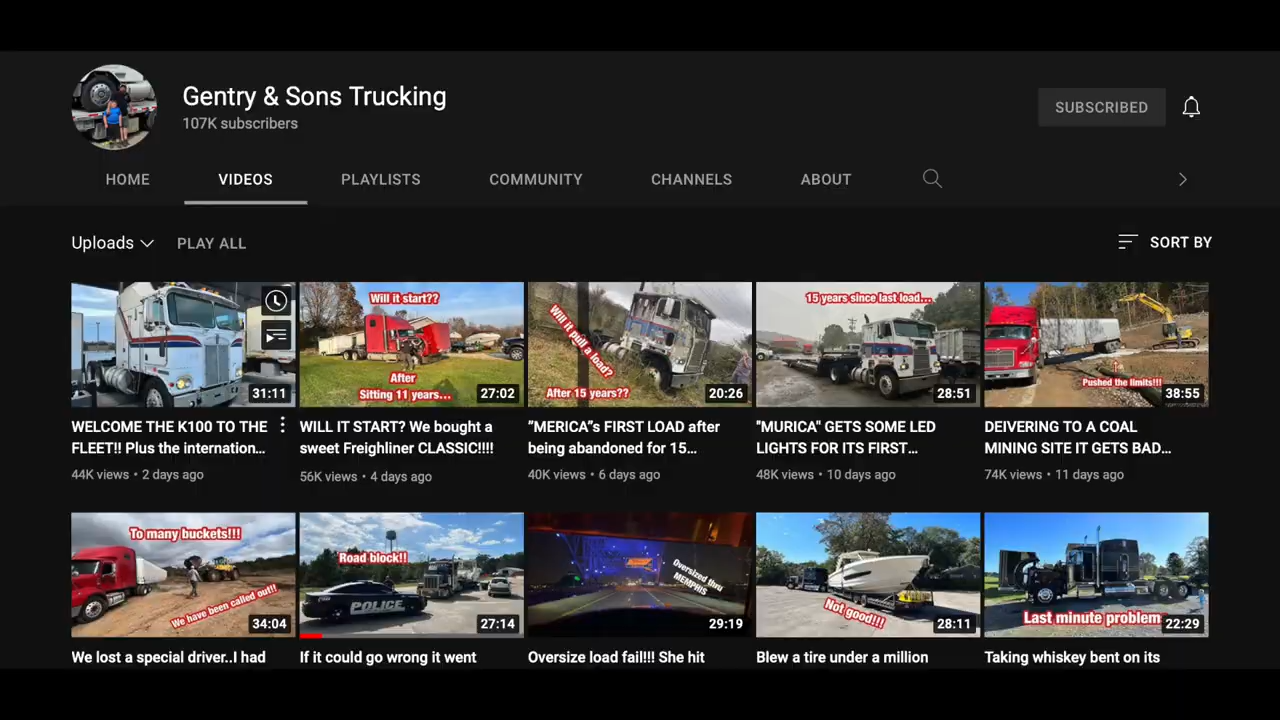 Gentry & Sons Trucking
107K subscribers
SUBSCRIBED
HOME
VIDEOS
PLAYLISTS
COMMUNITY
CHANNELS
ABOUT
Uploads
PLAY ALL
SORT BY
31:11
Will it start??
After
Sitting 11 years...
27:02
Will it pull a load?
After 15 years??
20:26
15 years since last load...
28:51
Pushed the limits!!!
38:55
WELCOME THE K100 TO THE
FLEET!! Plus the internation...
44K views • 2 days ago
WILL IT START? We bought a
sweet Freighliner CLASSIC!!!!
56K views • 4 days ago
"MERICA"s FIRST LOAD after
being abandoned for 15...
40K views • 6 days ago
"MURICA" GETS SOME LED
LIGHTS FOR ITS FIRST...
48K views • 10 days ago
DEIVERING TO A COAL
MINING SITE IT GETS BAD...
74K views • 11 days ago
To many buckets!!!
We have been called out!!
34:04
Road block!!
POLICE
27:14
Oversized thru
MEMPHIS
29:19
Not good!!!
28:11
Last minute problem
22:29
We lost a special driver..I had
If it could go wrong it went
Oversize load fail!!! She hit
Blew a tire under a million
Taking whiskey bent on its